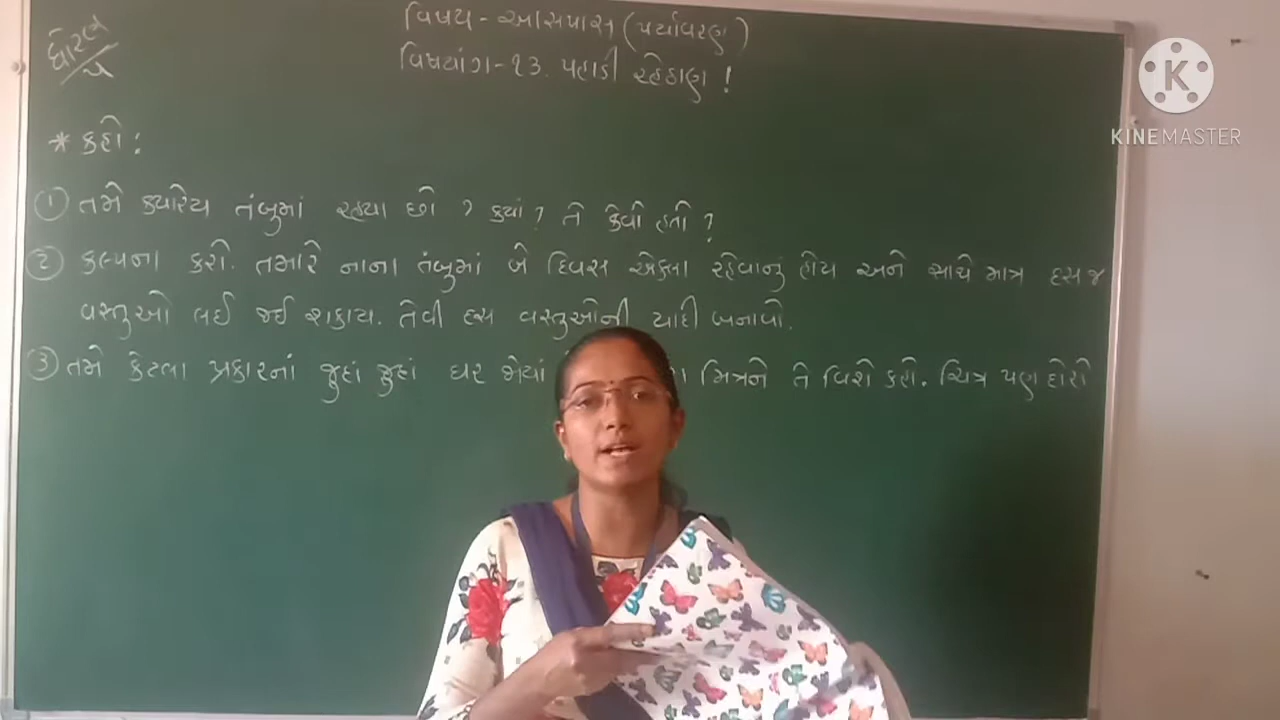 ધોરણ
૫
વિષય - આસપાસ (પર્યાવરણ)
વિષયાંગ - ૧૩. પહાડી રહેઠાણ !
* કહો :
૧ તમે ક્યારેય તંબુમાં રહ્યા છો ? ક્યાં ? તે કેવો હતો ?
૨ કલ્પના કરો. તમારે નાના તંબુમાં બે દિવસ એકલા રહેવાનું હોય અને સાથે માત્ર દસ જ
વસ્તુઓ લઈ જઈ શકાય. તેવી દસ વસ્તુઓની યાદી બનાવો.
૩ તમે કેટલા પ્રકારનાં જુદાં જુદાં ઘર જોયાં મિત્રને તે વિશે કહો. ચિત્ર પણ દોરો
K
KINEMASTER